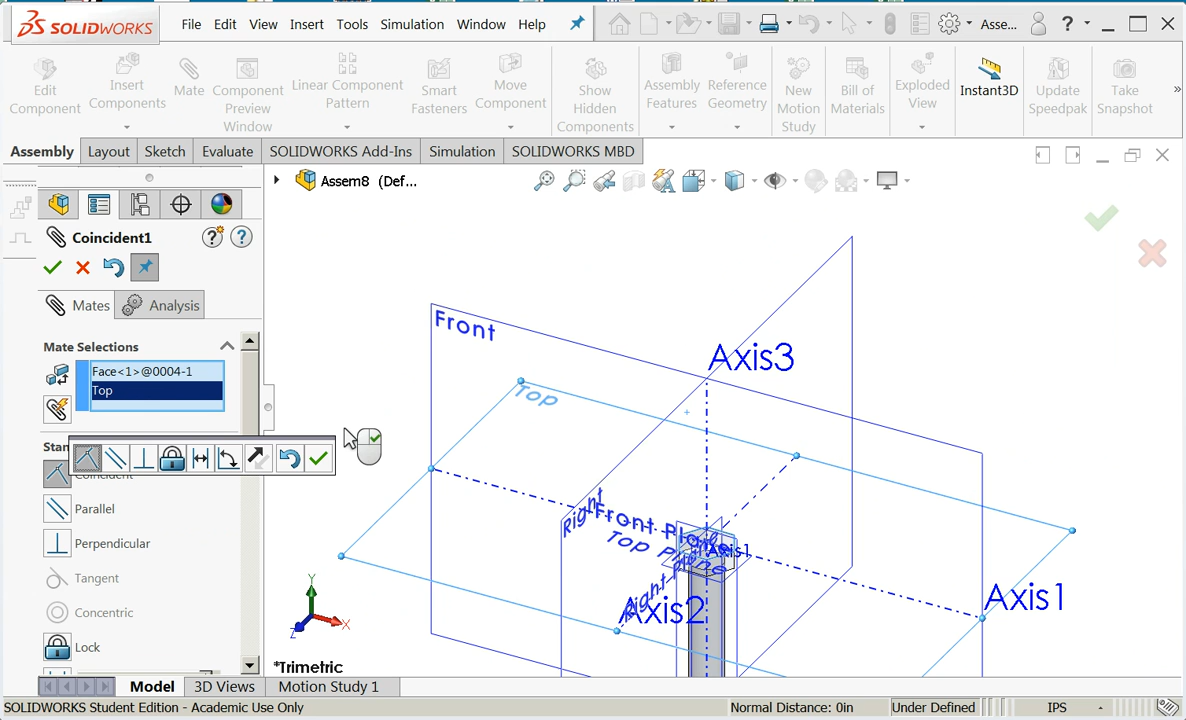 SOLIDWORKS File Edit View Insert Tools Simulation Window Help Asse... ?
Edit Component
Insert Components
Mate
Component Preview Window
Linear Component Pattern
Smart Fasteners
Move Component
Show Hidden Components
Assembly Features
Reference Geometry
New Motion Study
Bill of Materials
Exploded View
Instant3D
Update Speedpak
Take Snapshot
»
Assembly Layout Sketch Evaluate SOLIDWORKS Add-Ins Simulation SOLIDWORKS MBD
Assem8 (Def...
Coincident1
Mates Analysis
Mate Selections
Face<1>@0004-1
Top
Stan
Coincident
Parallel
Perpendicular
Tangent
Concentric
Lock
Front
Axis3
Top
Right
Front Plane
Top Plane
Axis1
Right
Axis2
Axis1
Y
X
Z
*Trimetric
Model 3D Views Motion Study 1
SOLIDWORKS Student Edition - Academic Use Only Normal Distance: 0in Under Defined IPS